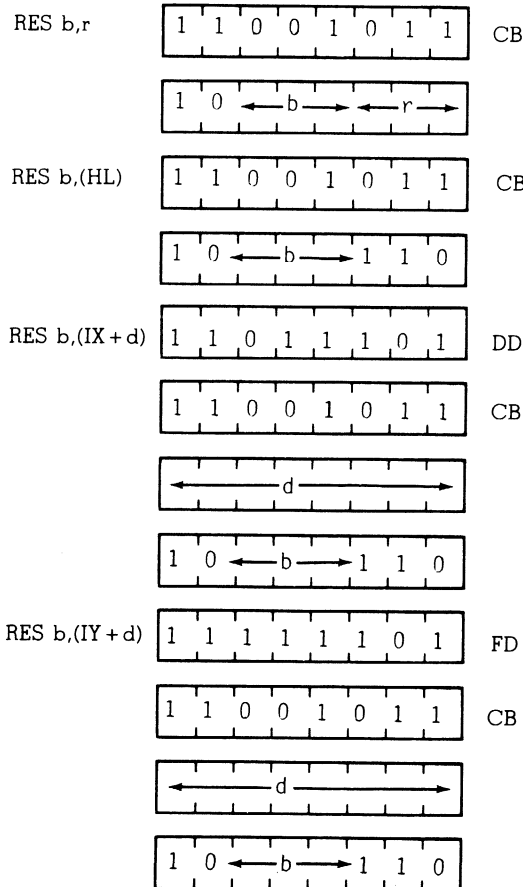 RES b,r 1 1 0 0 1 0 1 1 CB
1 0 b r
RES b,(HL) 1 1 0 0 1 0 1 1 CB
1 0 b 1 1 0
RES b,(IX + d) 1 1 0 1 1 1 0 1 DD
1 1 0 0 1 0 1 1 CB
d
1 0 b 1 1 0
RES b,(IY + d) 1 1 1 1 1 1 0 1 FD
1 1 0 0 1 0 1 1 CB
d
1 0 b 1 1 0